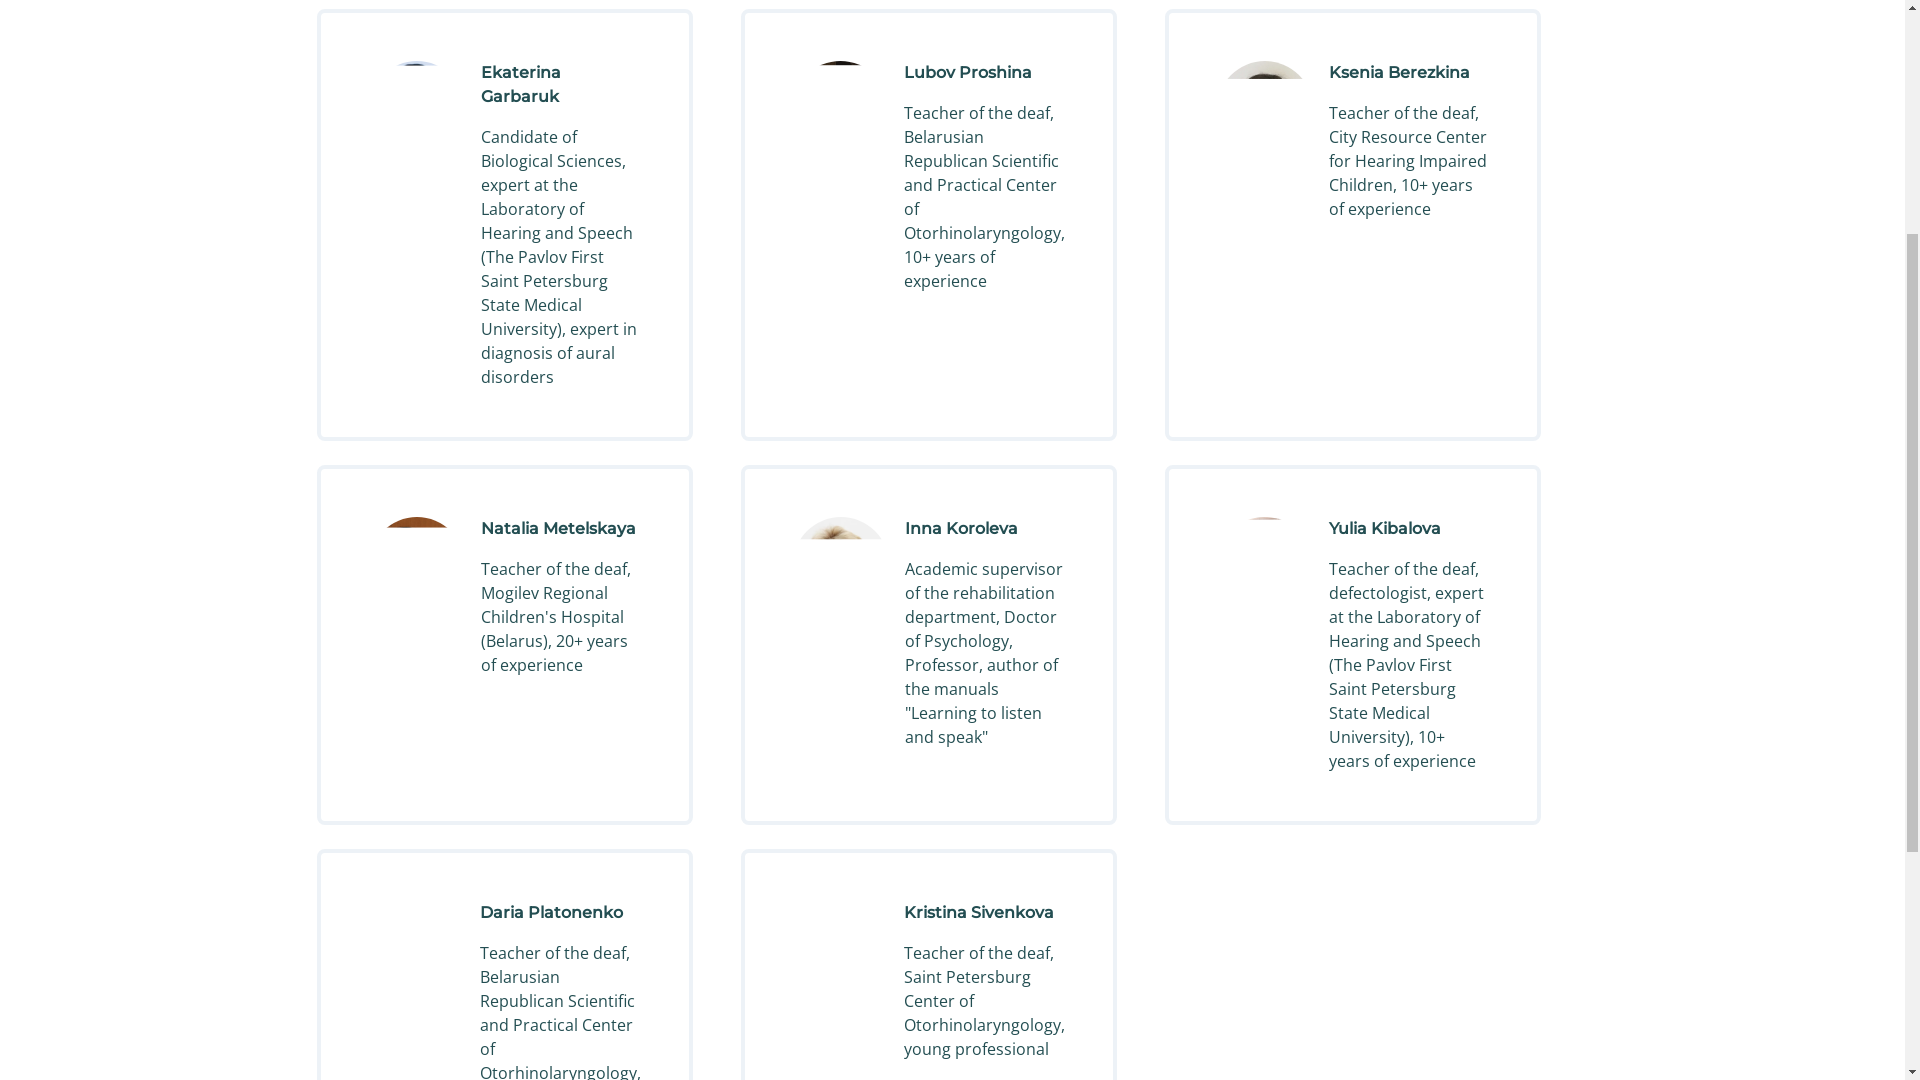 Ekaterina
Garbaruk
Candidate of
Biological Sciences,
expert at the
Laboratory of
Hearing and Speech
(The Pavlov First
Saint Petersburg
State Medical
University), expert in
diagnosis of aural
disorders
Lubov Proshina
Teacher of the deaf,
Belarusian
Republican Scientific
and Practical Center
of
Otorhinolaryngology,
10+ years of
experience
Ksenia Berezkina
Teacher of the deaf,
City Resource Center
for Hearing Impaired
Children, 10+ years
of experience
Natalia Metelskaya
Teacher of the deaf,
Mogilev Regional
Children's Hospital
(Belarus), 20+ years
of experience
Inna Koroleva
Academic supervisor
of the rehabilitation
department, Doctor
of Psychology,
Professor, author of
the manuals
"Learning to listen
and speak"
Yulia Kibalova
Teacher of the deaf,
defectologist, expert
at the Laboratory of
Hearing and Speech
(The Pavlov First
Saint Petersburg
State Medical
University), 10+
years of experience
Daria Platonenko
Teacher of the deaf,
Belarusian
Republican Scientific
and Practical Center
of
Otorhinolaryngology,
Kristina Sivenkova
Teacher of the deaf,
Saint Petersburg
Center of
Otorhinolaryngology,
young professional